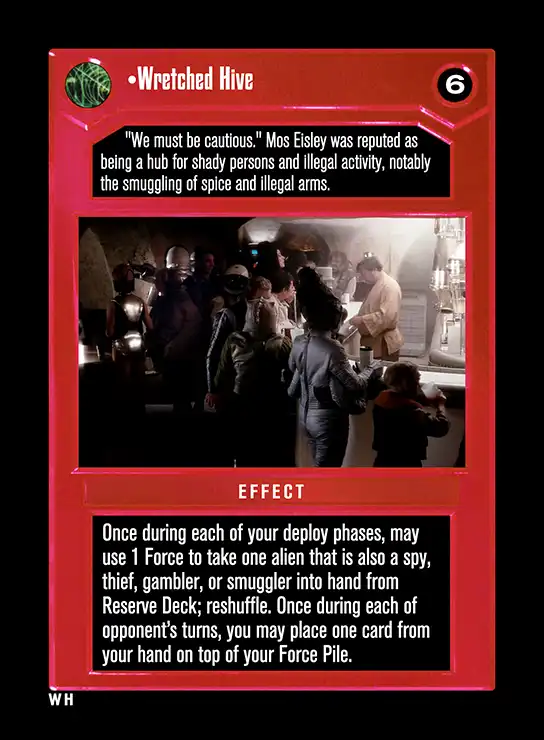 •Wretched Hive
6
"We must be cautious." Mos Eisley was reputed as
being a hub for shady persons and illegal activity, notably
the smuggling of spice and illegal arms.
EFFECT
Once during each of your deploy phases, may
use 1 Force to take one alien that is also a spy,
thief, gambler, or smuggler into hand from
Reserve Deck; reshuffle. Once during each of
opponent's turns, you may place one card from
your hand on top of your Force Pile.
WH